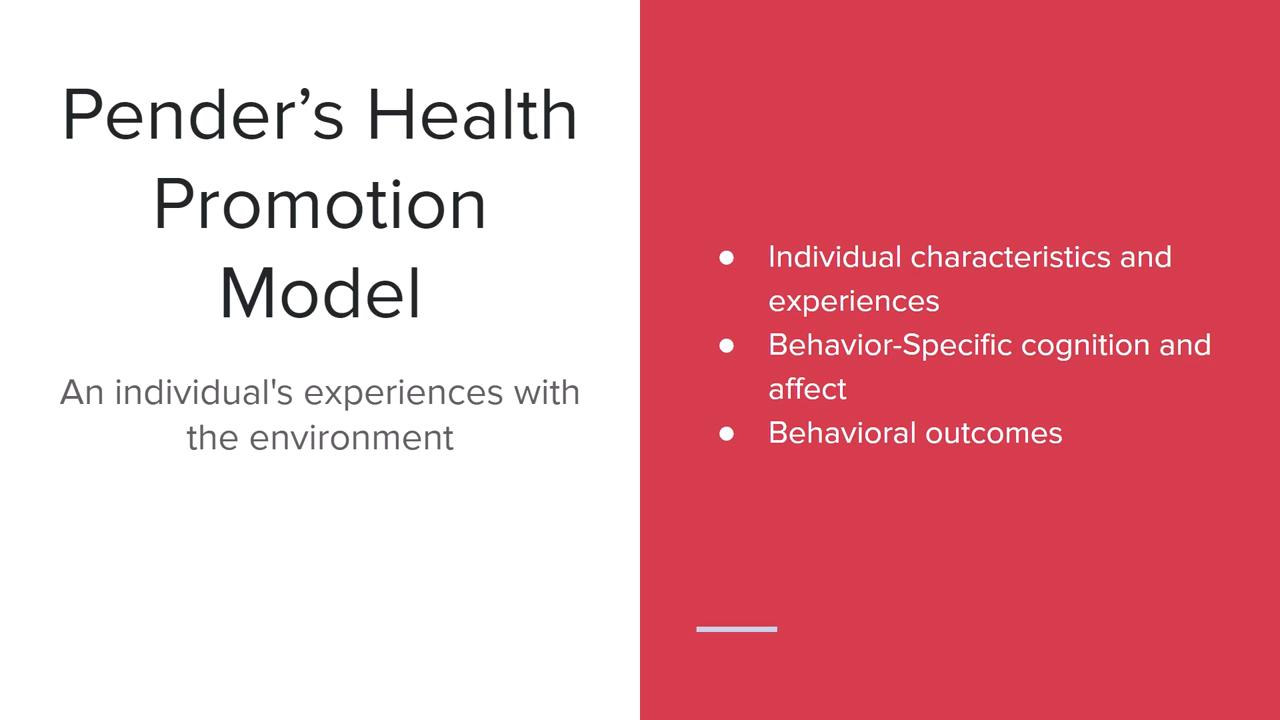 Pender’s Health
Promotion
Model
An individual's experiences with
the environment
● Individual characteristics and
experiences
● Behavior-Specific cognition and
affect
● Behavioral outcomes